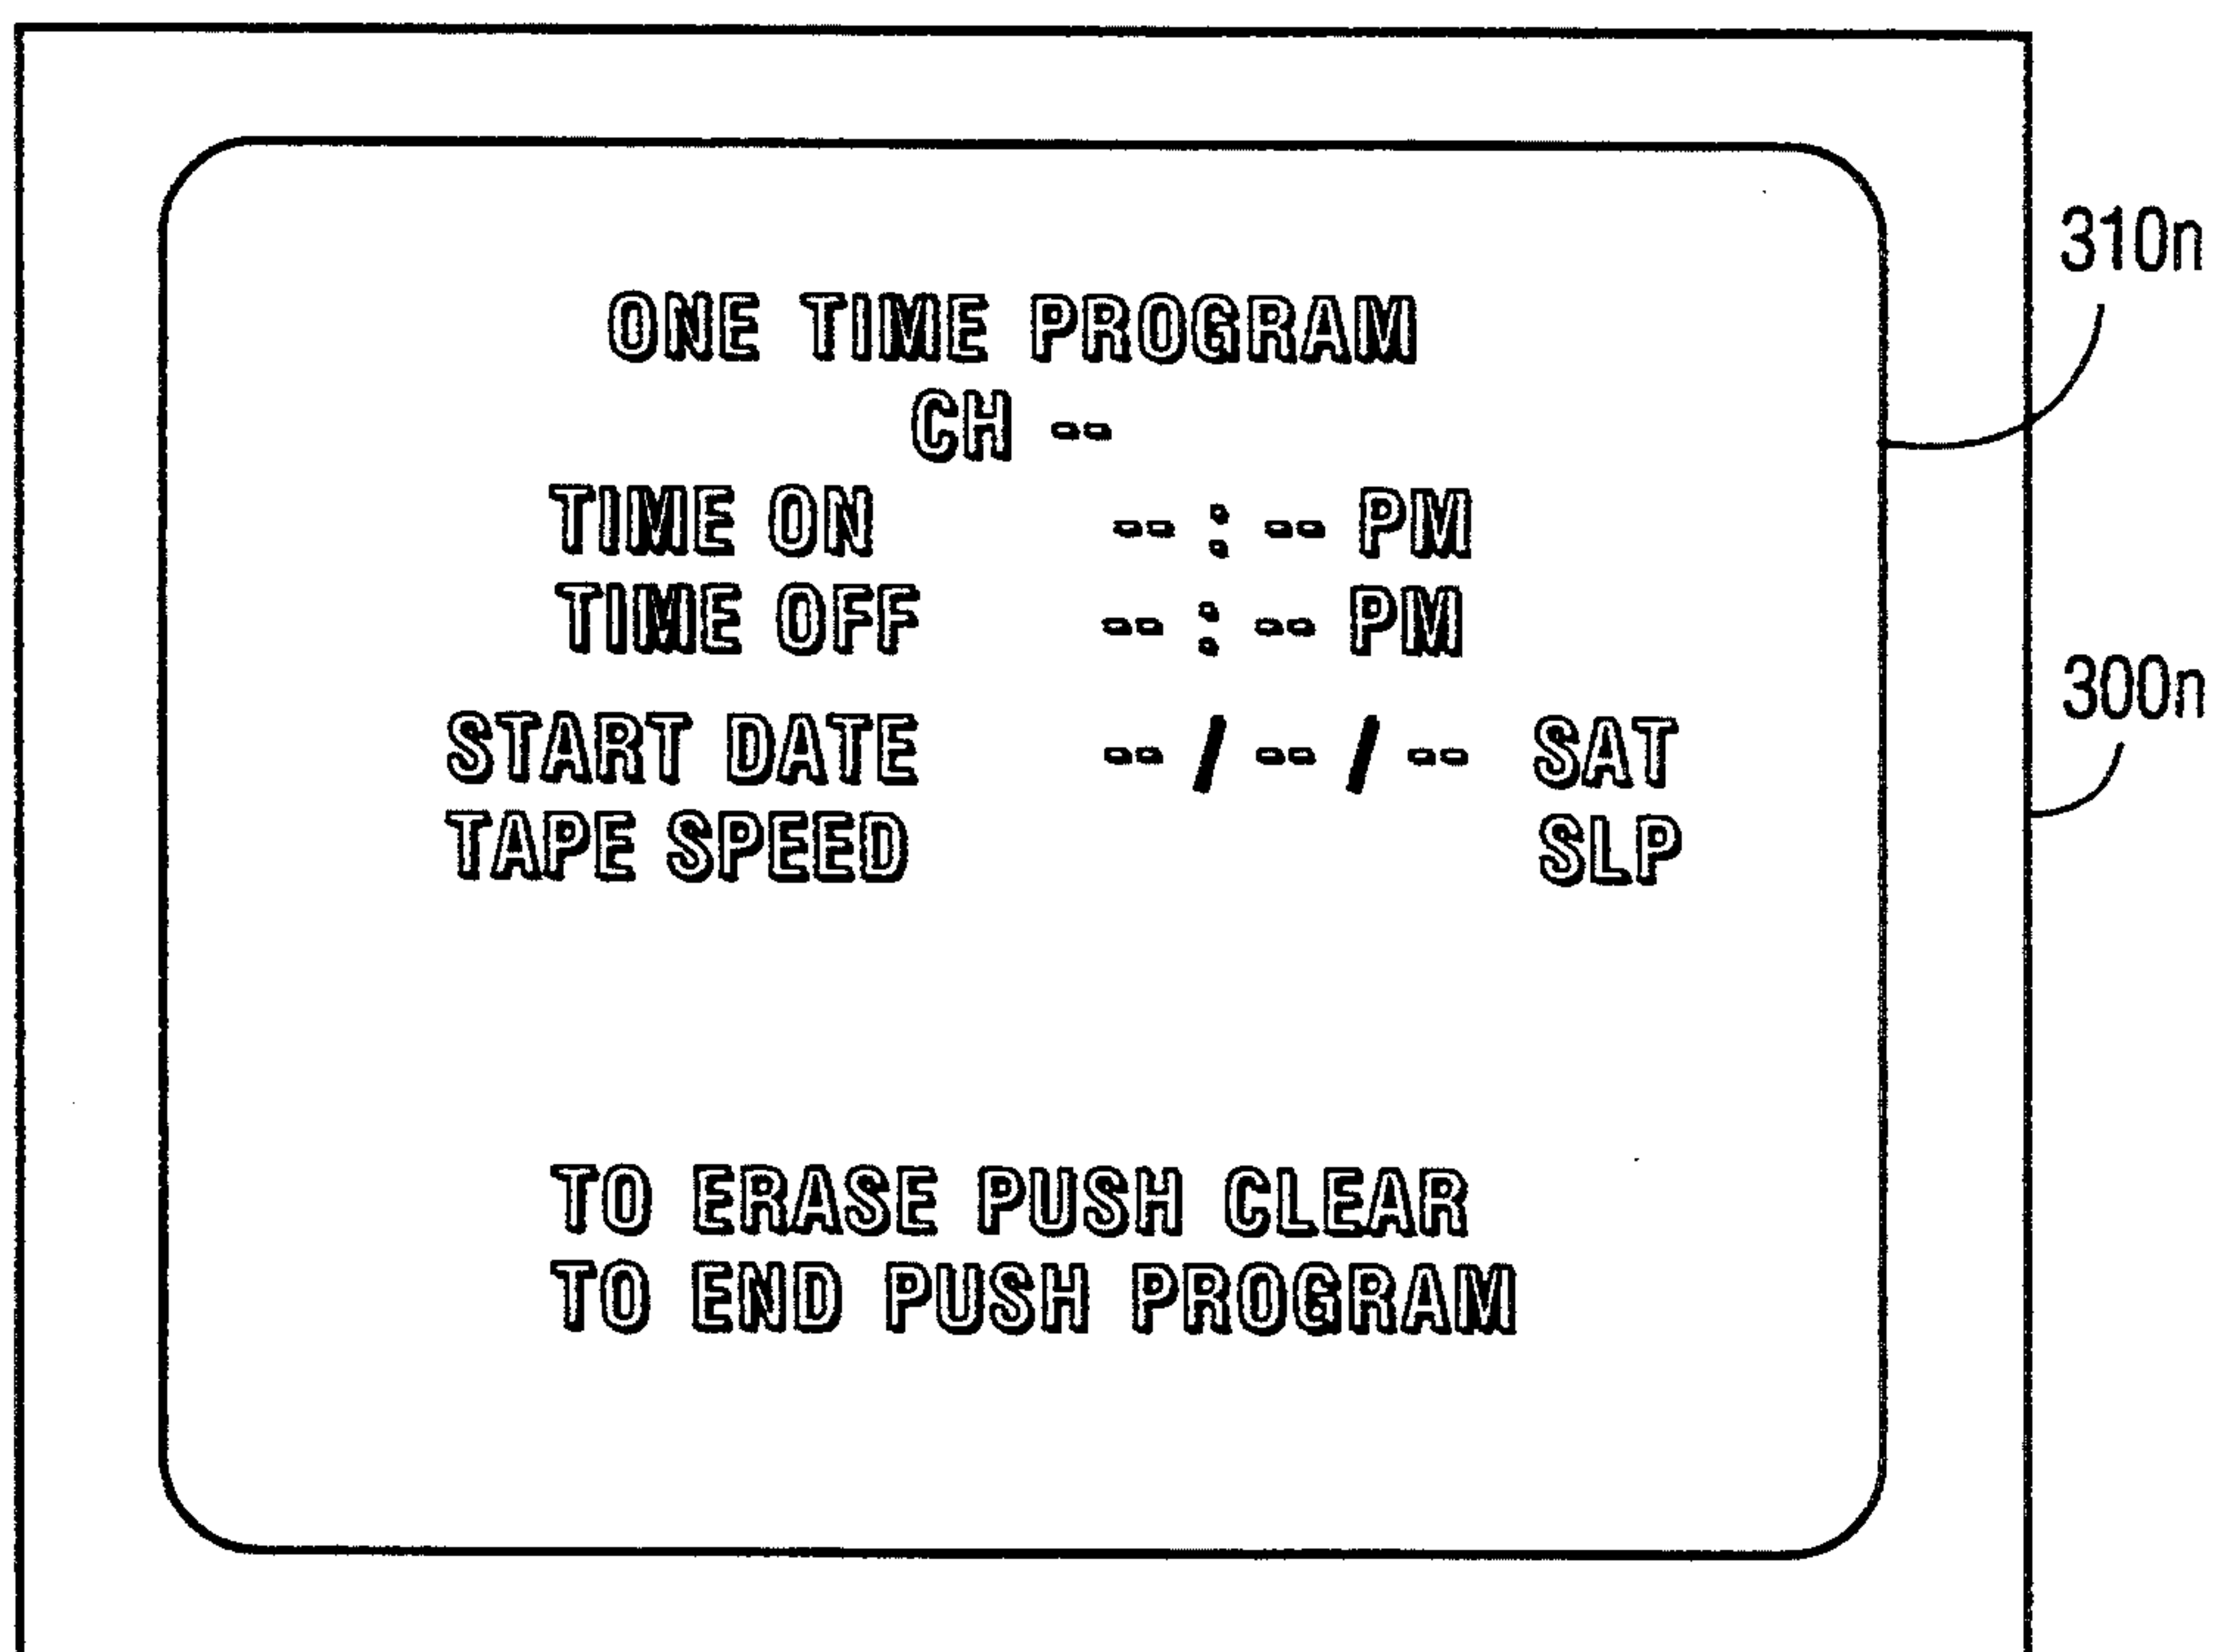 ONE TIME PROGRAM
CH --
TIME ON --:-- PM
TIME OFF --:-- PM
START DATE --/--/-- SAT
TAPE SPEED SLP
TO ERASE PUSH CLEAR
TO END PUSH PROGRAM
310n
300n